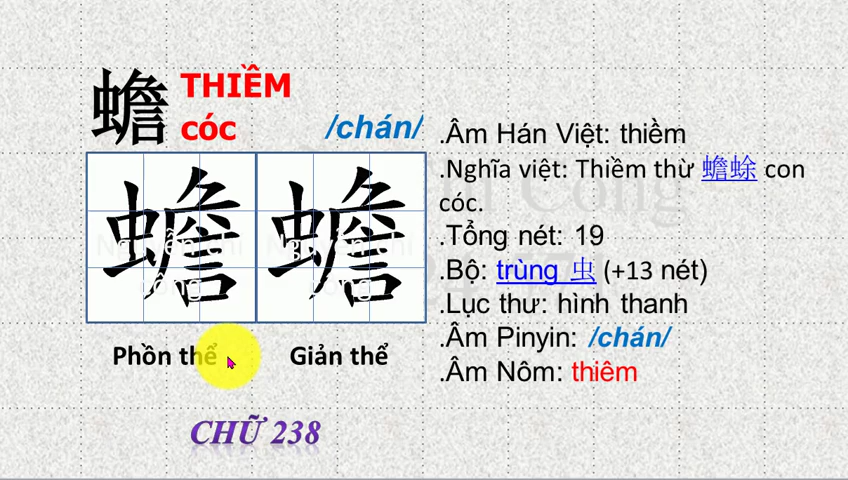 蟾 THIỀM
cóc /chán/
蟾 蟾
Phồn thể Giản thể
CHỮ 238
.Âm Hán Việt: thiềm
.Nghĩa việt: Thiềm thừ 蟾蜍 con
cóc.
.Tổng nét: 19
.Bộ: trùng 虫 (+13 nét)
.Lục thư: hình thanh
.Âm Pinyin: /chán/
.Âm Nôm: thiêm